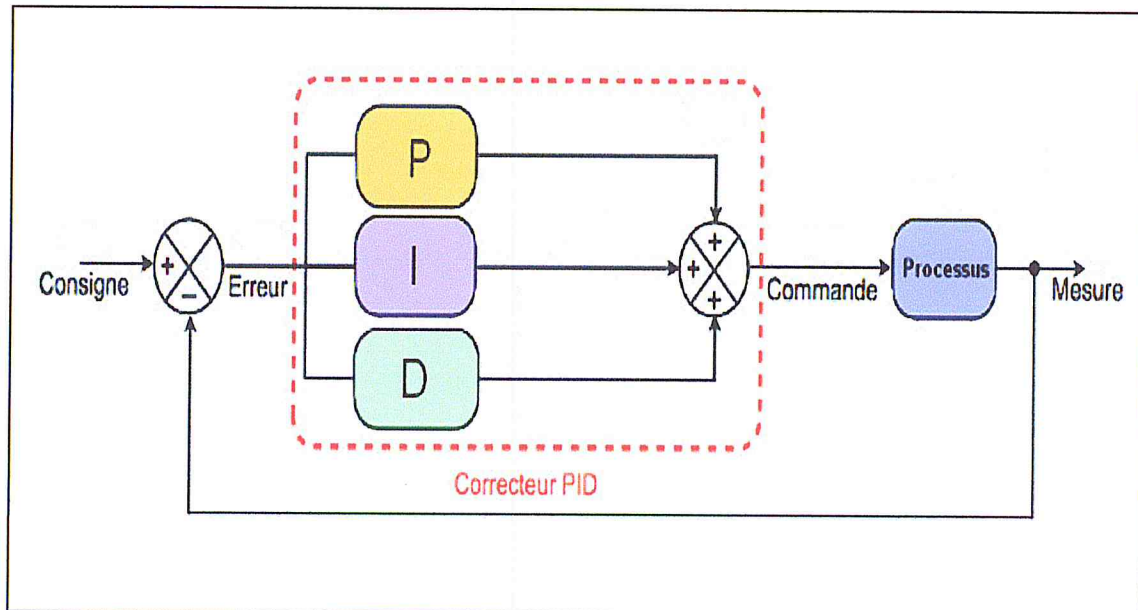 P
Consigne
+
−
Erreur
I
+
+
+
Commande
Processus
Mesure
D
Correcteur PID